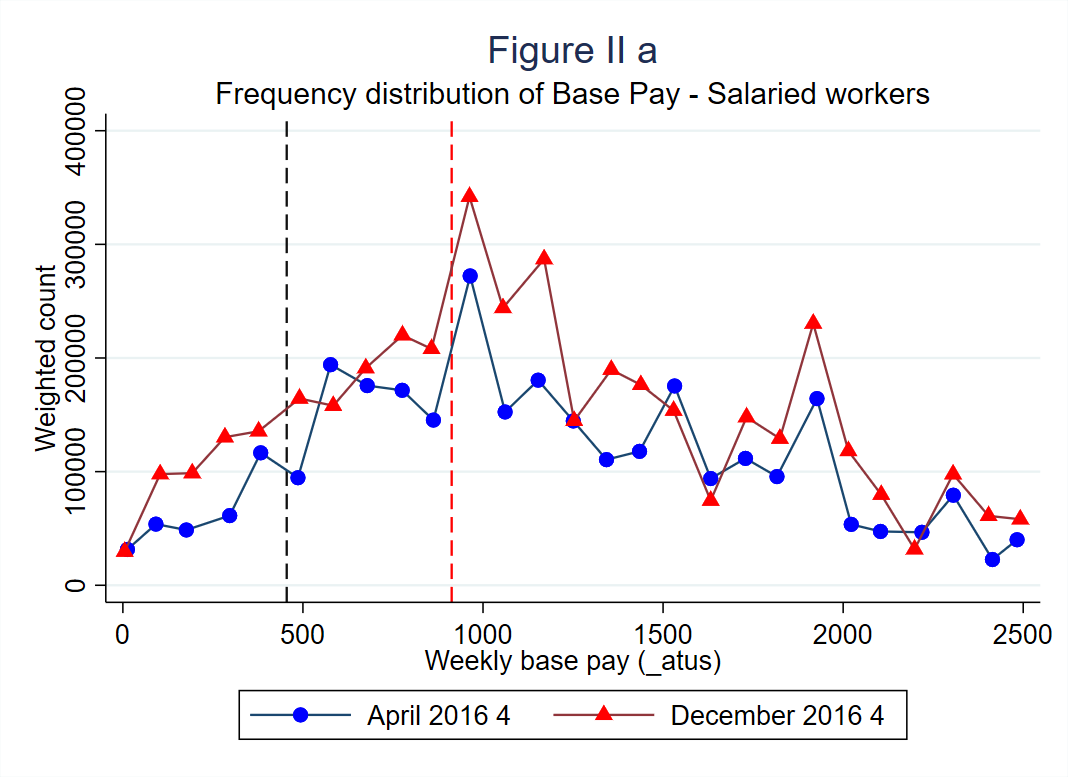 Figure II a
Frequency distribution of Base Pay - Salaried workers
Weighted count
400000
300000
200000
100000
0
0 500 1000 1500 2000 2500
Weekly base pay (_atus)
April 2016 4 December 2016 4